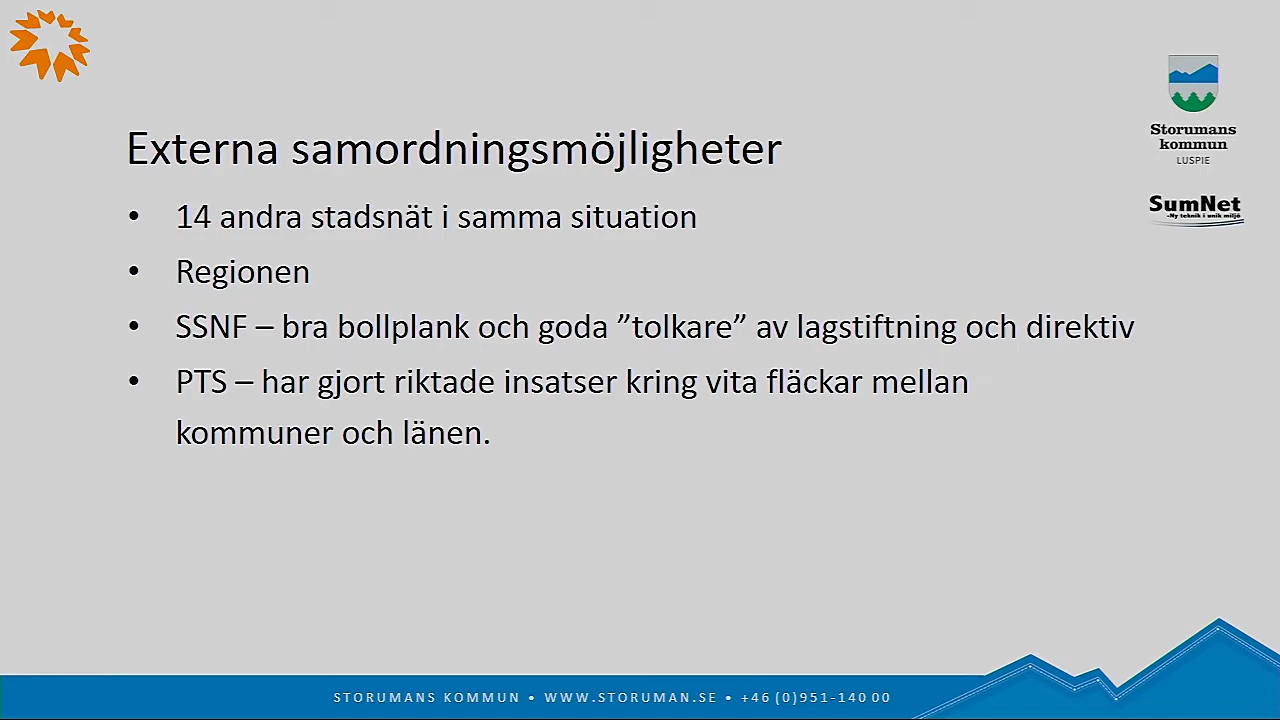 Externa samordningsmöjligheter
• 14 andra stadsnät i samma situation
• Regionen
• SSNF – bra bollplank och goda ”tolkare” av lagstiftning och direktiv
• PTS – har gjort riktade insatser kring vita fläckar mellan
kommuner och länen.
Storumans
kommun
LUSPIE
SumNet
-Ny teknik i unik miljö
STORUMANS KOMMUN • WWW.STORUMAN.SE • +46 (0)951-140 00